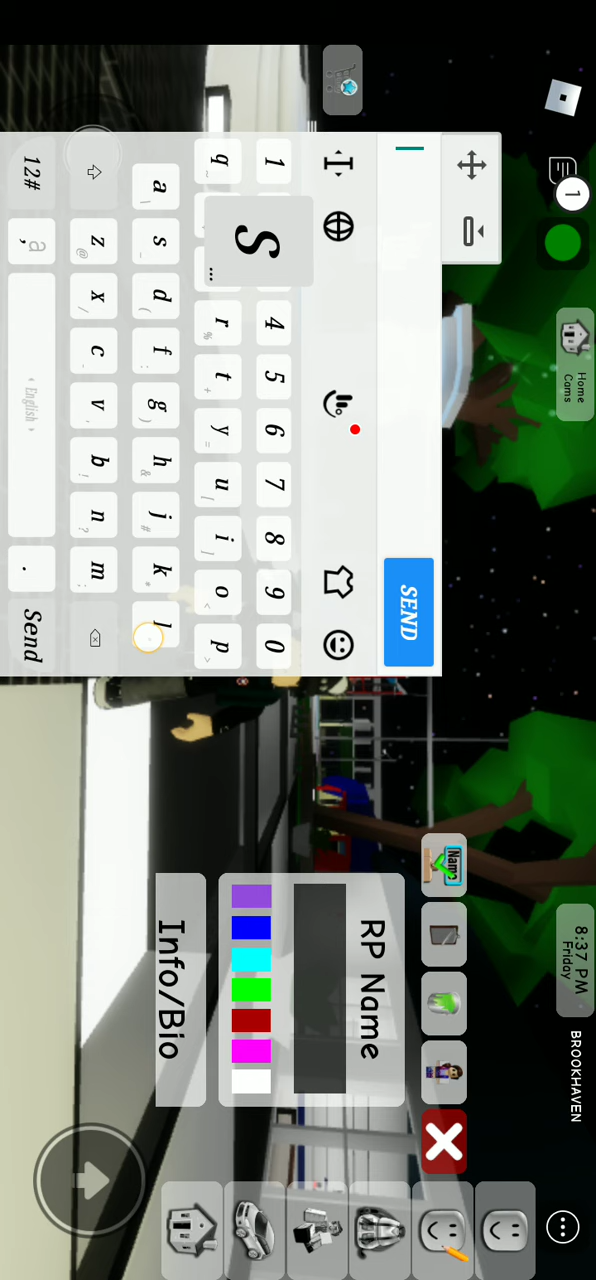 1
Home
Cams
8:37 PM
Friday
BROOKHAVEN
SEND
1 4 5 6 7 8 9 0
q ~ S ... r % t + y = u [ i ] o < p >
a \ s _ d ( f : g ) h & j # k * l
z @ x / c - v ' b ! n ? m ;
12# , a ‹ English › . Send
Name
RP Name
Info/Bio